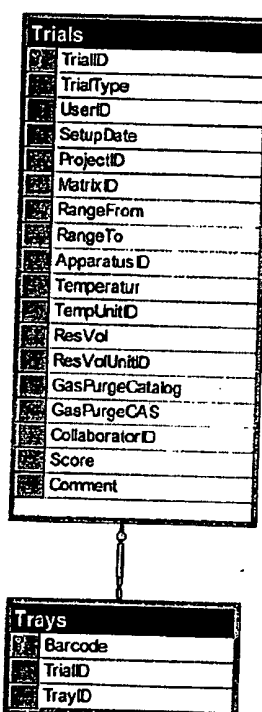 Trials
TrialID
TrialType
UserID
SetupDate
ProjectID
MatrixID
RangeFrom
RangeTo
ApparatusID
Temperatur
TempUnitID
ResVol
ResVolUnitID
GasPurgeCatalog
GasPurgeCAS
CollaboratorID
Score
Comment
Trays
Barcode
TrialID
TrayID